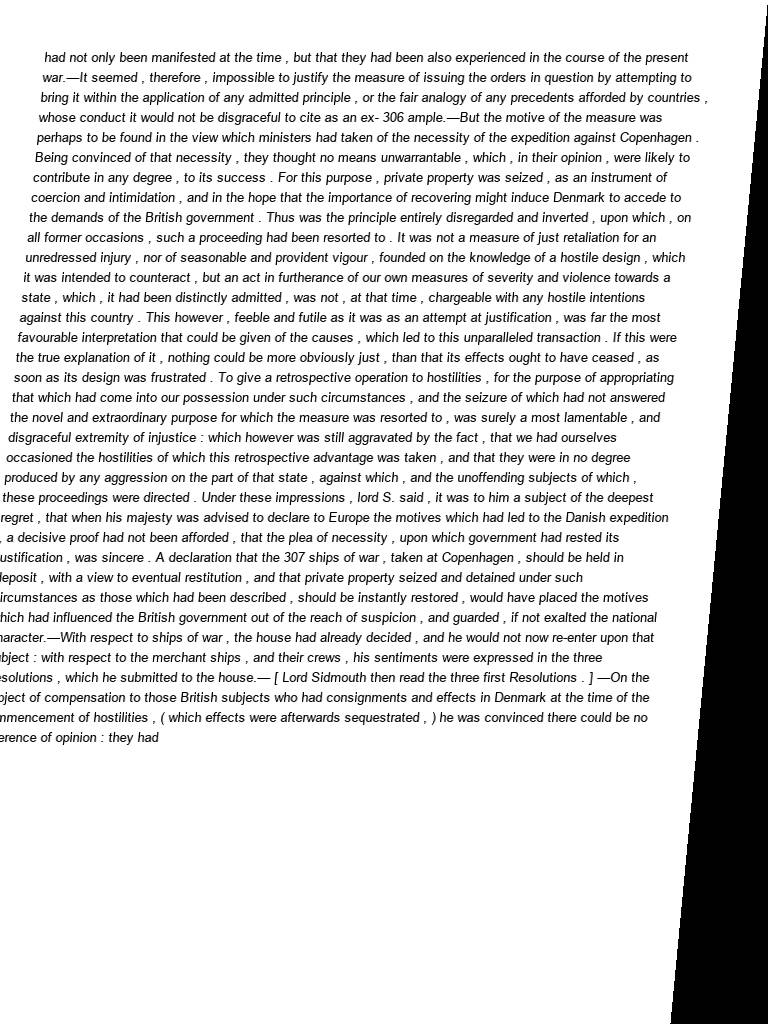 had not only been manifested at the time , but that they had been also experienced in the course of the present
war.—It seemed , therefore , impossible to justify the measure of issuing the orders in question by attempting to
bring it within the application of any admitted principle , or the fair analogy of any precedents afforded by countries ,
whose conduct it would not be disgraceful to cite as an ex- 306 ample.—But the motive of the measure was
perhaps to be found in the view which ministers had taken of the necessity of the expedition against Copenhagen .
Being convinced of that necessity , they thought no means unwarrantable , which , in their opinion , were likely to
contribute in any degree , to its success . For this purpose , private property was seized , as an instrument of
coercion and intimidation , and in the hope that the importance of recovering might induce Denmark to accede to
the demands of the British government . Thus was the principle entirely disregarded and inverted , upon which , on
all former occasions , such a proceeding had been resorted to . It was not a measure of just retaliation for an
unredressed injury , nor of seasonable and provident vigour , founded on the knowledge of a hostile design , which
it was intended to counteract , but an act in furtherance of our own measures of severity and violence towards a
state , which , it had been distinctly admitted , was not , at that time , chargeable with any hostile intentions
against this country . This however , feeble and futile as it was as an attempt at justification , was far the most
favourable interpretation that could be given of the causes , which led to this unparalleled transaction . If this were
the true explanation of it , nothing could be more obviously just , than that its effects ought to have ceased , as
soon as its design was frustrated . To give a retrospective operation to hostilities , for the purpose of appropriating
that which had come into our possession under such circumstances , and the seizure of which had not answered
the novel and extraordinary purpose for which the measure was resorted to , was surely a most lamentable , and
disgraceful extremity of injustice : which however was still aggravated by the fact , that we had ourselves
occasioned the hostilities of which this retrospective advantage was taken , and that they were in no degree
produced by any aggression on the part of that state , against which , and the unoffending subjects of which ,
these proceedings were directed . Under these impressions , lord S. said , it was to him a subject of the deepest
regret , that when his majesty was advised to declare to Europe the motives which had led to the Danish expedition
, a decisive proof had not been afforded , that the plea of necessity , upon which government had rested its
ustification , was sincere . A declaration that the 307 ships of war , taken at Copenhagen , should be held in
deposit , with a view to eventual restitution , and that private property seized and detained under such
ircumstances as those which had been described , should be instantly restored , would have placed the motives
hich had influenced the British government out of the reach of suspicion , and guarded , if not exalted the national
haracter.—With respect to ships of war , the house had already decided , and he would not now re-enter upon that
bject : with respect to the merchant ships , and their crews , his sentiments were expressed in the three
esolutions , which he submitted to the house.— [ Lord Sidmouth then read the three first Resolutions . ] —On the
bject of compensation to those British subjects who had consignments and effects in Denmark at the time of the
mmencement of hostilities , ( which effects were afterwards sequestrated , ) he was convinced there could be no
erence of opinion : they had